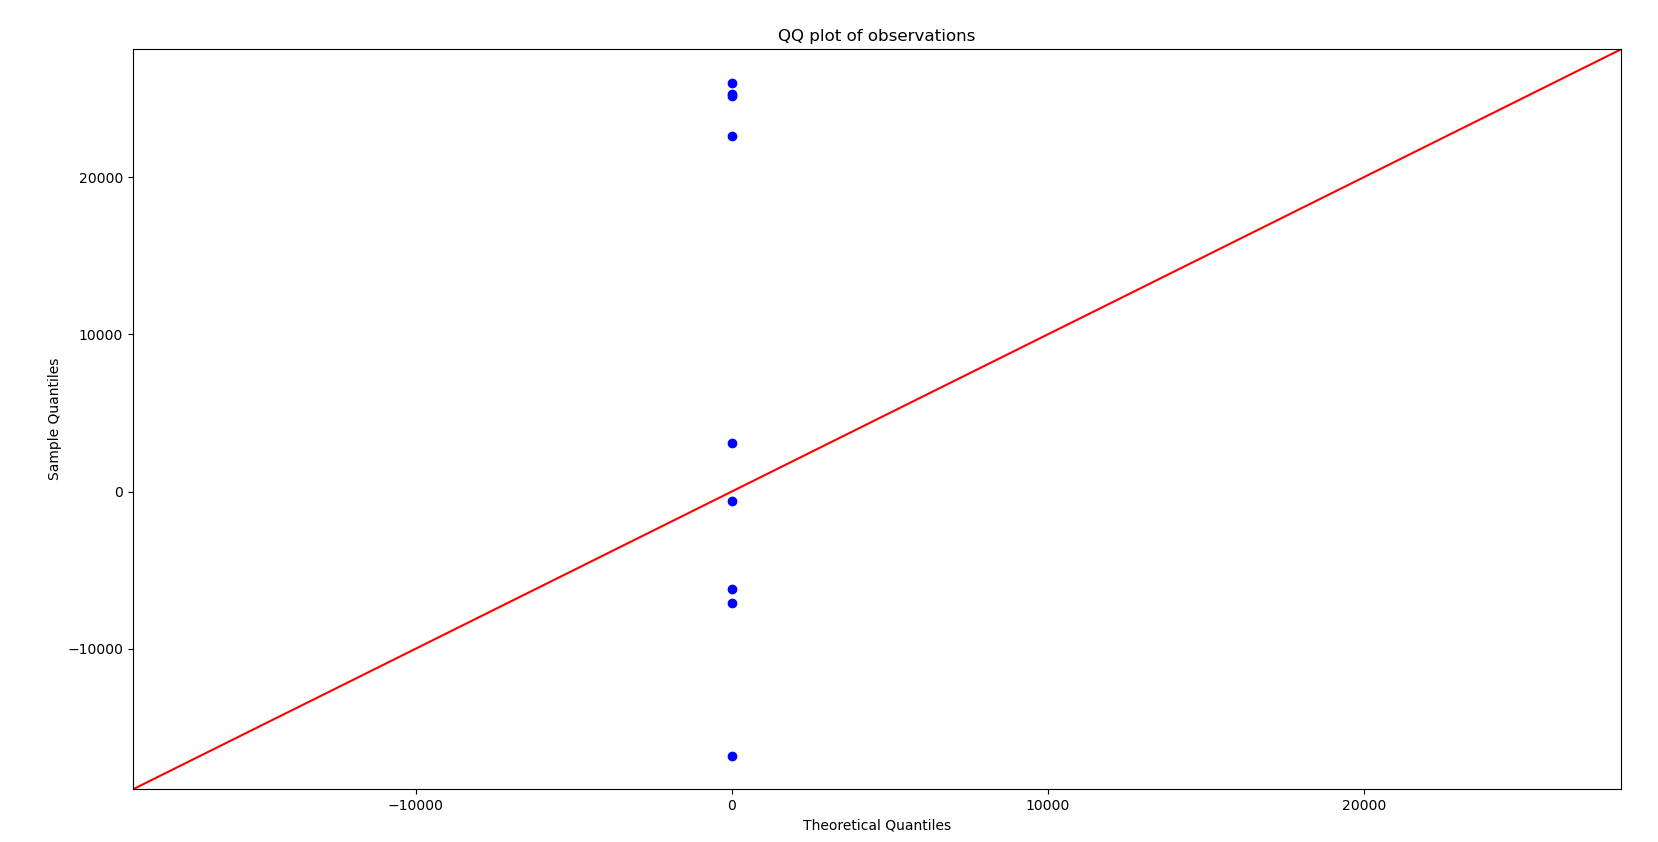 QQ plot of observations
Sample Quantiles
20000
10000
0
−10000
−10000 0 10000 20000
Theoretical Quantiles